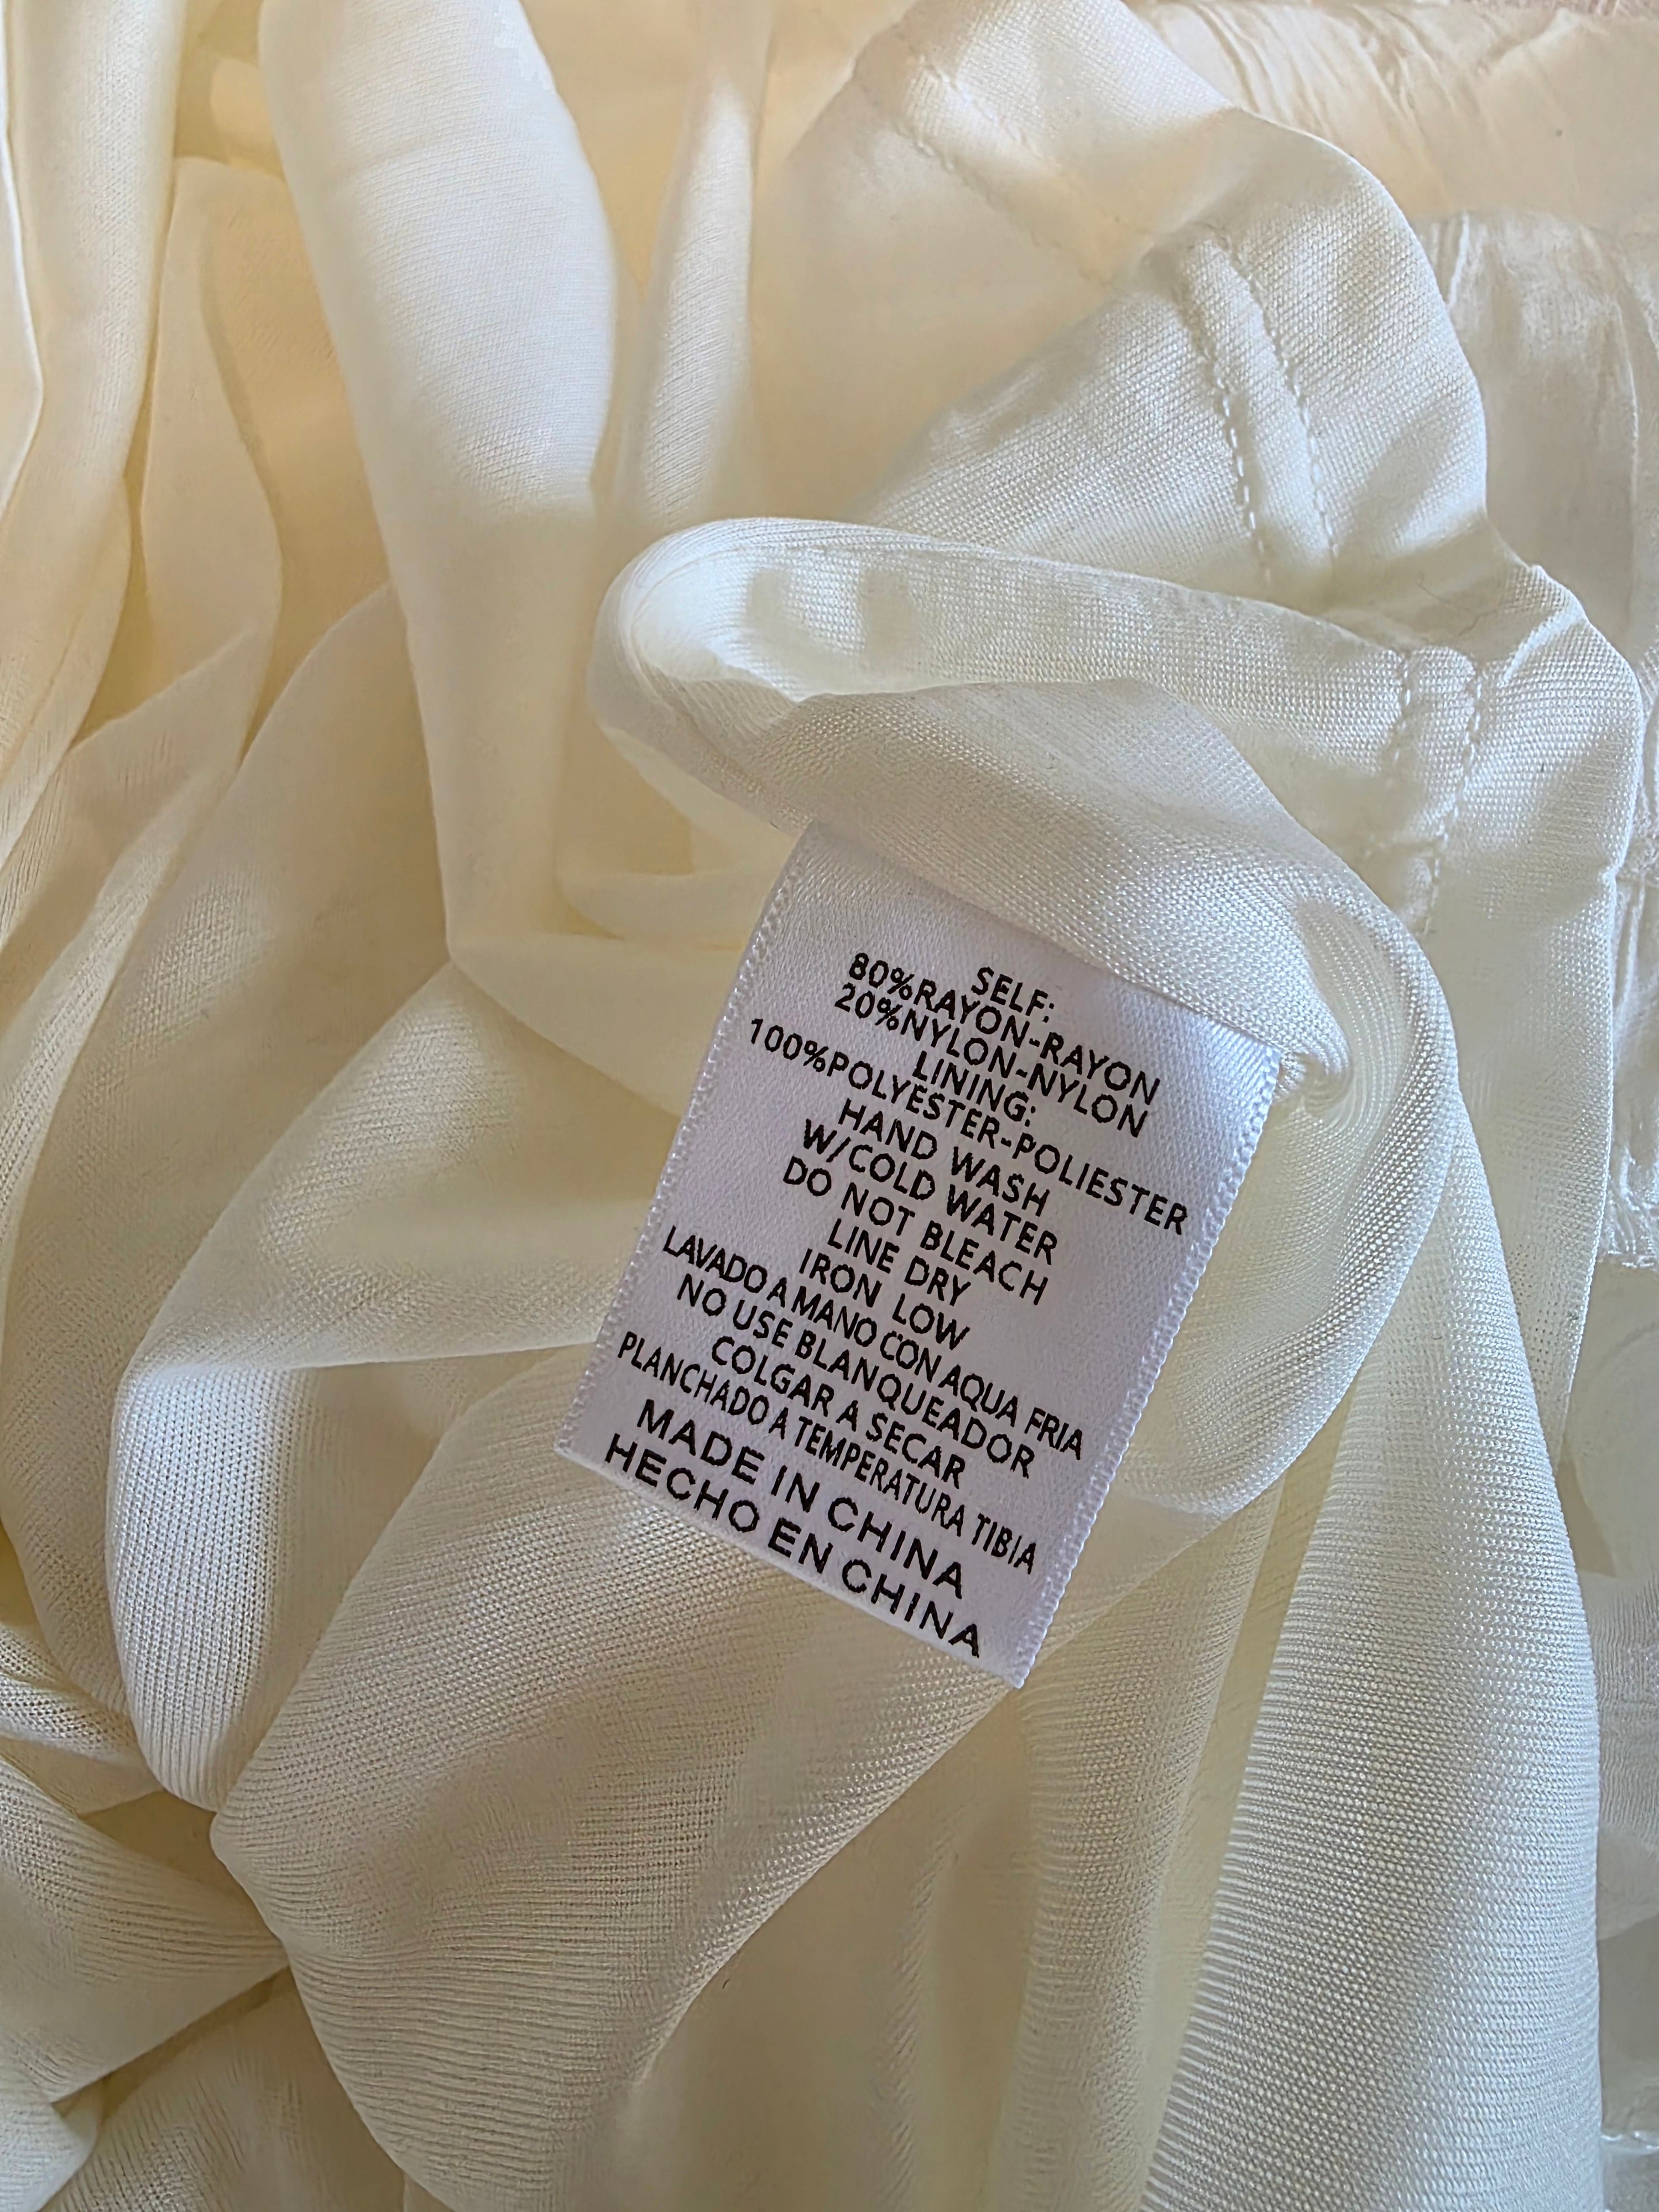 SELF:
80%RAYON-RAYON
20%NYLON-NYLON
LINING:
100%POLYESTER-POLIESTER
HAND WASH
W/COLD WATER
DO NOT BLEACH
LINE DRY
IRON LOW
LAVADO A MANO CON AQUA FRIA
NO USE BLANQUEADOR
COLGAR A SECAR
PLANCHADO A TEMPERATURA TIBIA
MADE IN CHINA
HECHO EN CHINA